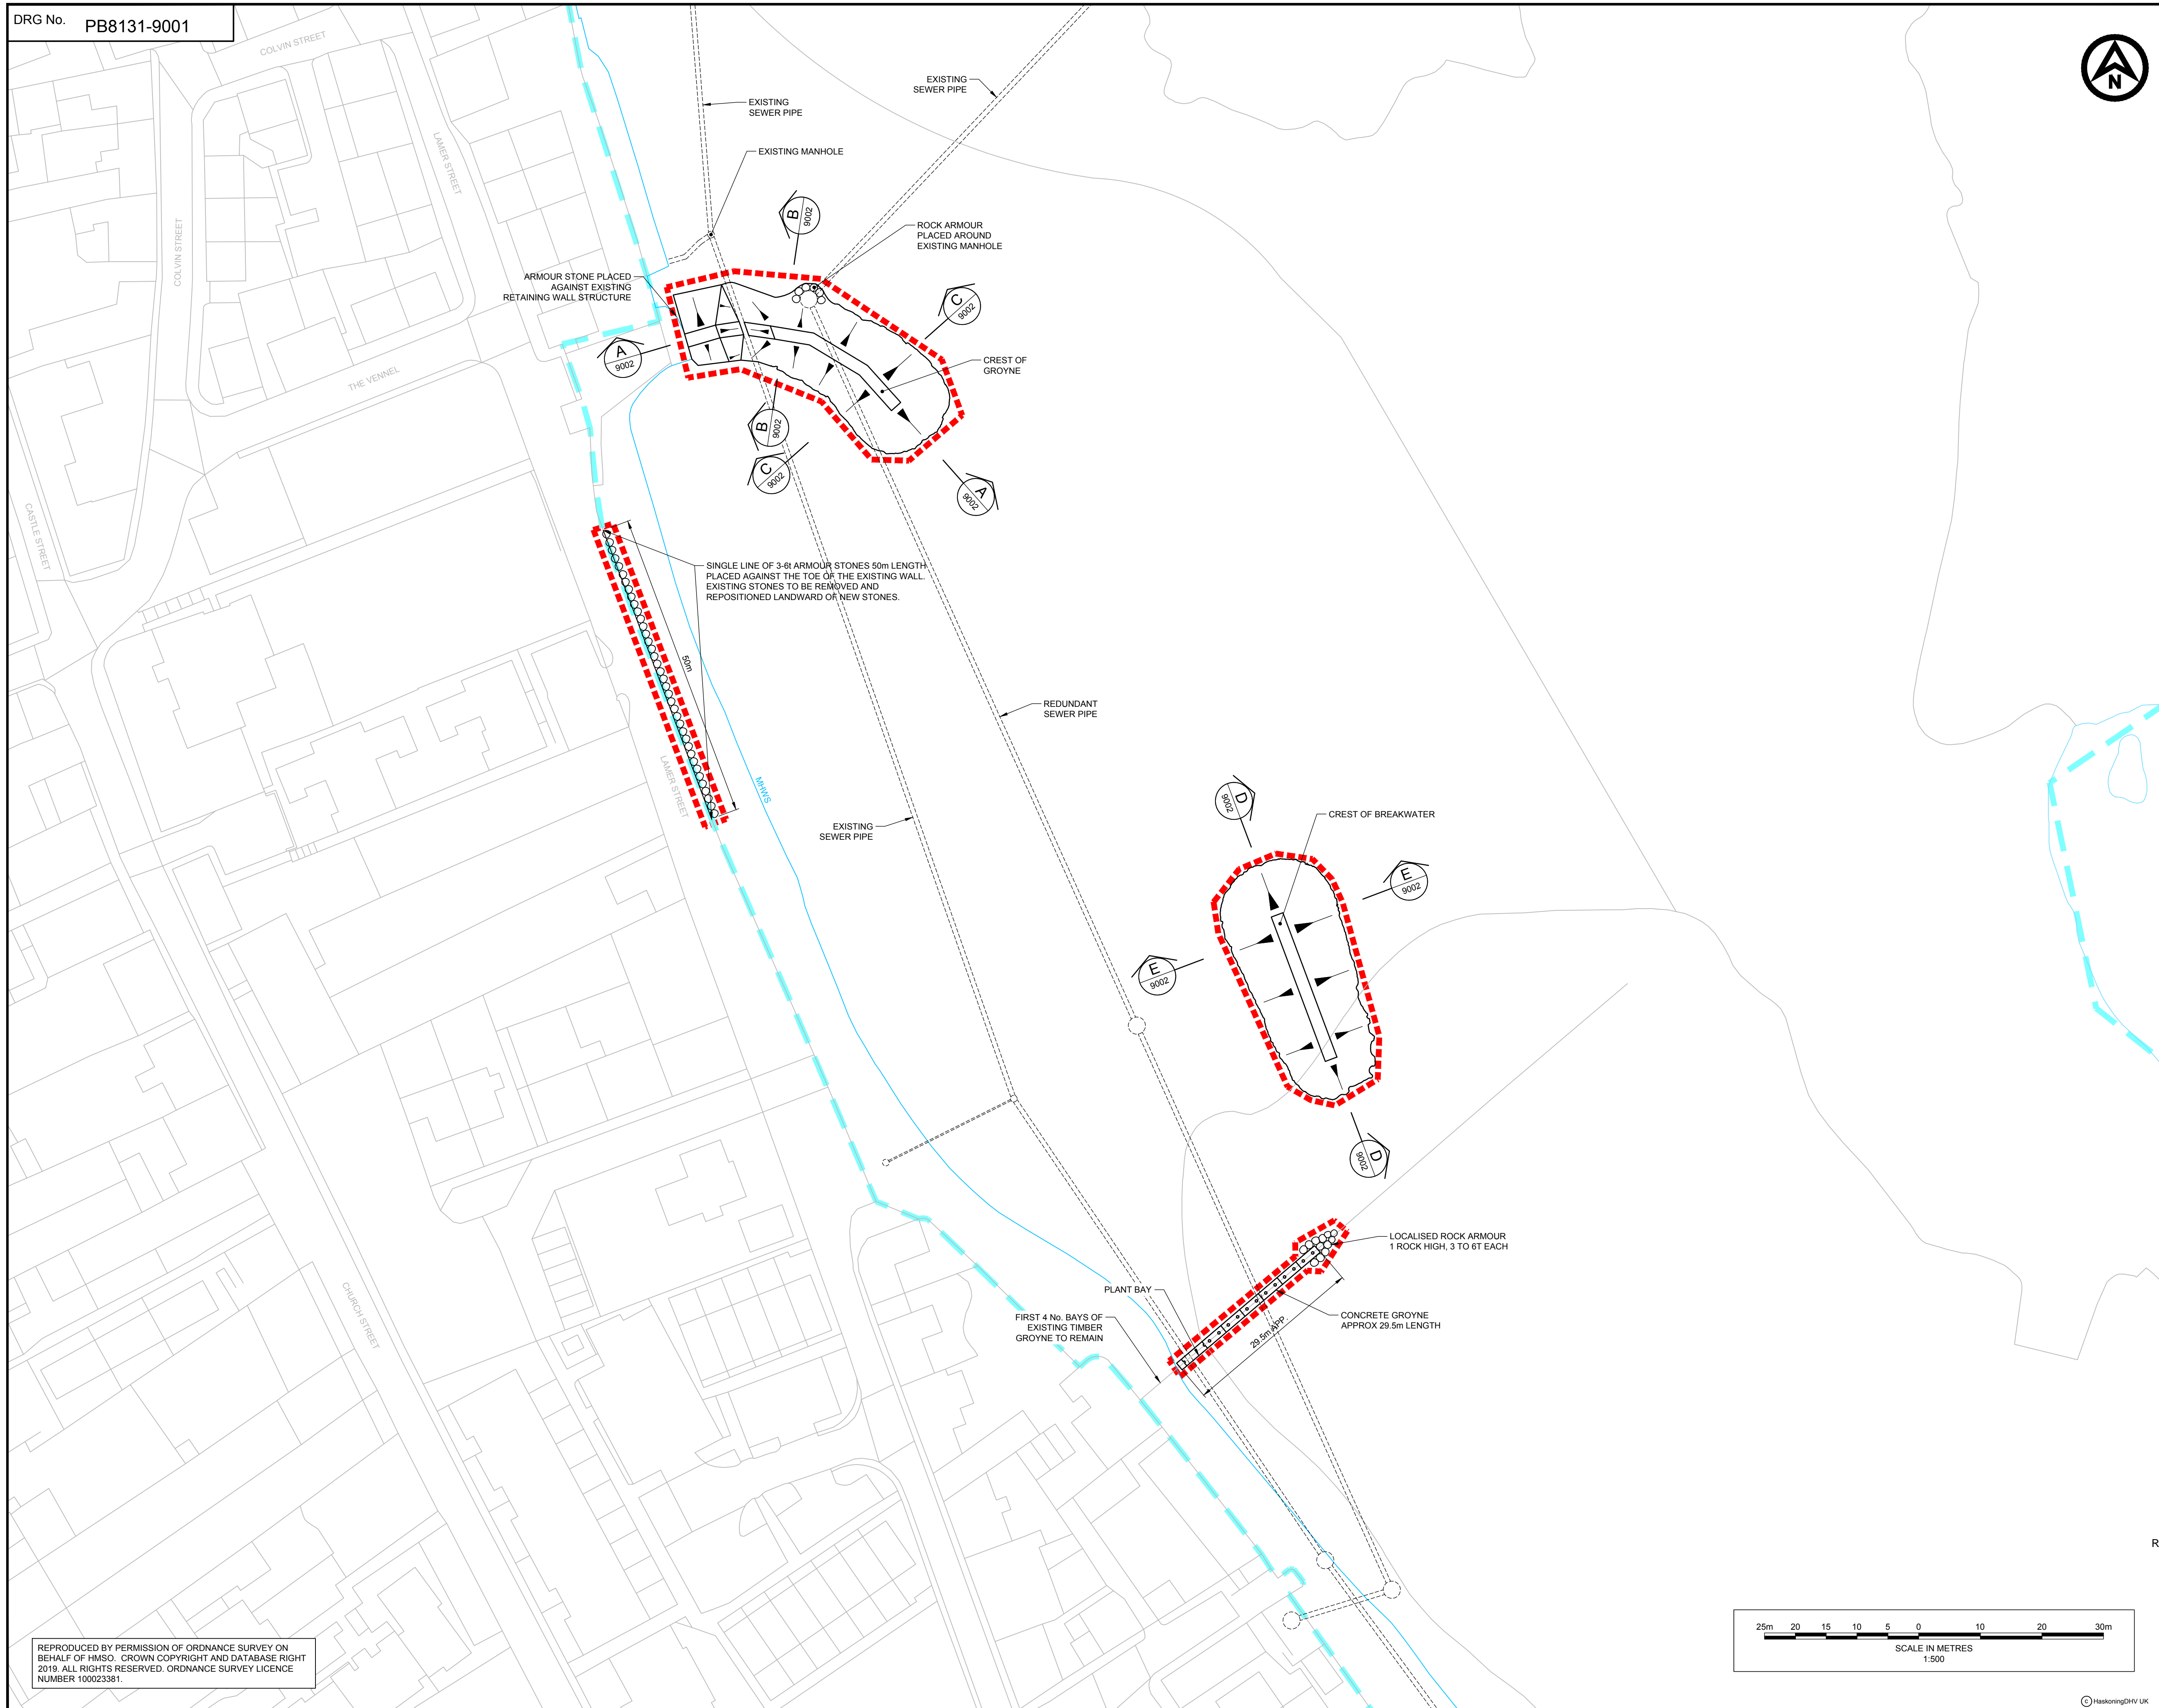 DRG No. PB8131-9001
COLVIN STREET
LAMER STREET
COLVIN STREET
N
EXISTING
SEWER PIPE
EXISTING
SEWER PIPE
EXISTING MANHOLE
B
9002
ROCK ARMOUR
PLACED AROUND
EXISTING MANHOLE
ARMOUR STONE PLACED
AGAINST EXISTING
RETAINING WALL STRUCTURE
C
9002
A
9002
CREST OF
GROYNE
THE VENNEL
B
9002
C
9002
A
9002
CASTLE STREET
SINGLE LINE OF 3-6t ARMOUR STONES 50m LENGTH
PLACED AGAINST THE TOE OF THE EXISTING WALL.
EXISTING STONES TO BE REMOVED AND
REPOSITIONED LANDWARD OF NEW STONES.
50m
REDUNDANT
SEWER PIPE
LAMER STREET
MHWS
EXISTING
SEWER PIPE
D
9002
CREST OF BREAKWATER
E
9002
E
9002
D
9002
LOCALISED ROCK ARMOUR
1 ROCK HIGH, 3 TO 6T EACH
PLANT BAY
FIRST 4 No. BAYS OF
EXISTING TIMBER
GROYNE TO REMAIN
CONCRETE GROYNE
APPROX 29.5m LENGTH
29.5m APP.
CHURCH STREET
R
25m 20 15 10 5 0 10 20 30m
SCALE IN METRES
1:500
REPRODUCED BY PERMISSION OF ORDNANCE SURVEY ON
BEHALF OF HMSO. CROWN COPYRIGHT AND DATABASE RIGHT
2019. ALL RIGHTS RESERVED. ORDNANCE SURVEY LICENCE
NUMBER 100023381.
© HaskoningDHV UK